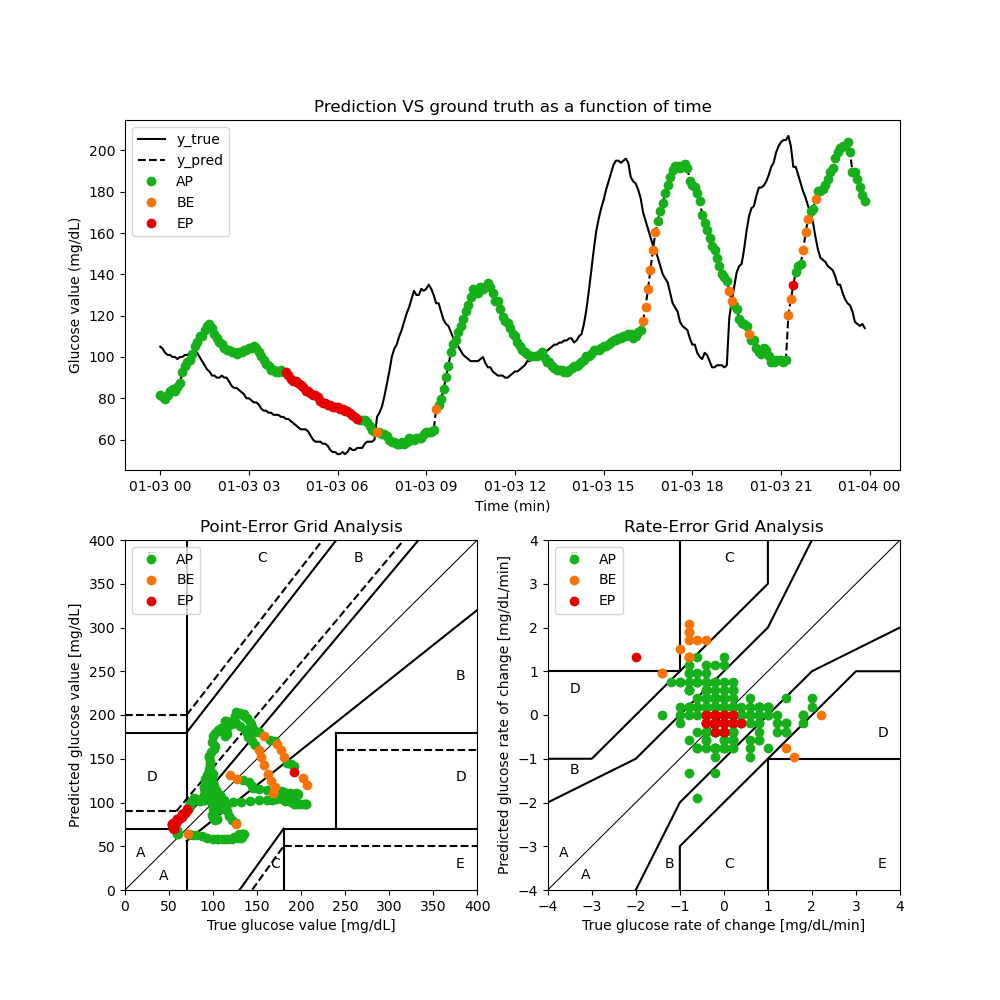 Prediction VS ground truth as a function of time
Glucose value (mg/dL)
200
180
160
140
120
100
80
60
y_true
y_pred
AP
BE
EP
01-03 00 01-03 03 01-03 06 01-03 09 01-03 12 01-03 15 01-03 18 01-03 21 01-04 00
Time (min)
Point-Error Grid Analysis
Predicted glucose value [mg/dL]
400
350
300
250
200
150
100
50
0
AP
BE
EP
C
B
B
D
D
A
A
C
E
0 50 100 150 200 250 300 350 400
True glucose value [mg/dL]
Rate-Error Grid Analysis
Predicted glucose rate of change [mg/dL/min]
4
3
2
1
0
−1
−2
−3
−4
AP
BE
EP
C
D
D
B
A
A
B
C
E
−4 −3 −2 −1 0 1 2 3 4
True glucose rate of change [mg/dL/min]